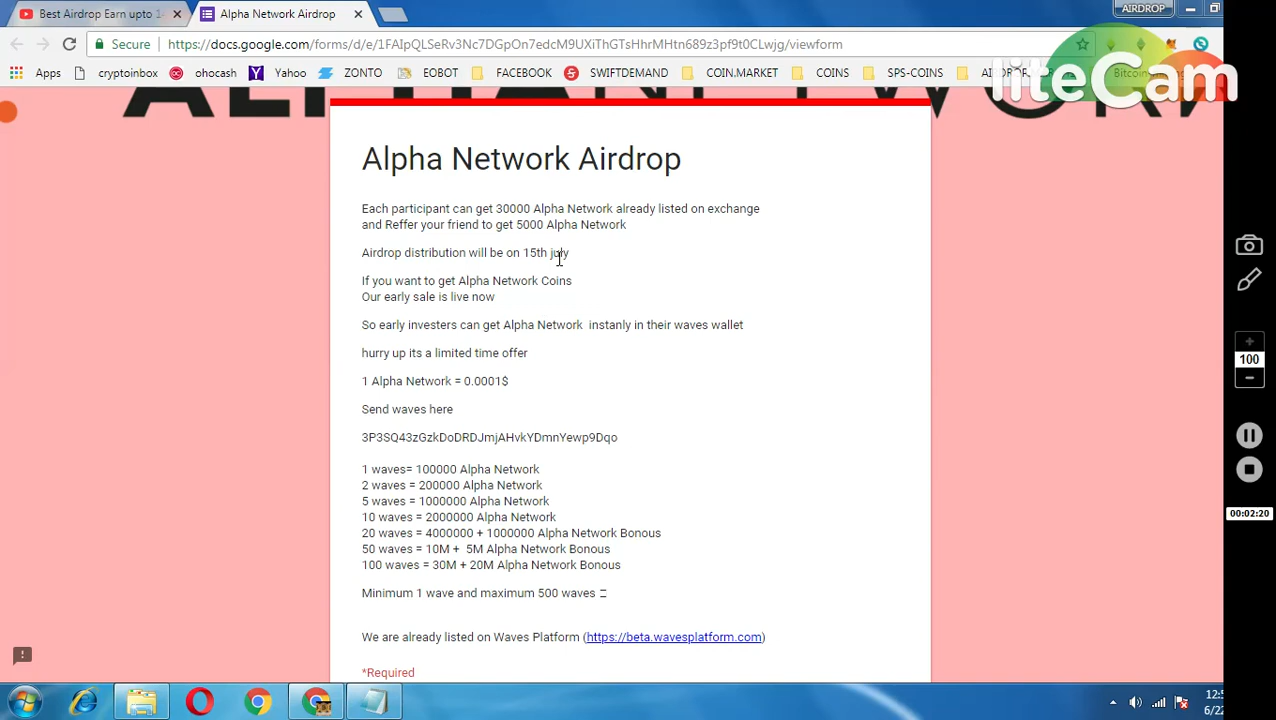 Best Airdrop Earn upto 1
Alpha Network Airdrop
AIRDROP
Secure
https://docs.google.com/forms/d/e/1FAIpQLSeRv3Nc7DGpOn7edcM9UXiThGTsHhrMHtn689z3pf9t0CLwjg/viewform
Apps
cryptoinbox
ohocash
Yahoo
ZONTO
EOBOT
FACEBOOK
SWIFTDEMAND
COIN.MARKET
COINS
SPS-COINS
liteCam
Alpha Network Airdrop
Each participant can get 30000 Alpha Network already listed on exchange
and Reffer your friend to get 5000 Alpha Network
Airdrop distribution will be on 15th july
If you want to get Alpha Network Coins
Our early sale is live now
So early investers can get Alpha Network instanly in their waves wallet
hurry up its a limited time offer
1 Alpha Network = 0.0001$
Send waves here
3P3SQ43zGzkDoDRDJmjAHvkYDmnYewp9Dqo
1 waves= 100000 Alpha Network
2 waves = 200000 Alpha Network
5 waves = 1000000 Alpha Network
10 waves = 2000000 Alpha Network
20 waves = 4000000 + 1000000 Alpha Network Bonous
50 waves = 10M + 5M Alpha Network Bonous
100 waves = 30M + 20M Alpha Network Bonous
Minimum 1 wave and maximum 500 waves
We are already listed on Waves Platform (https://beta.wavesplatform.com)
*Required
100
00:02:20